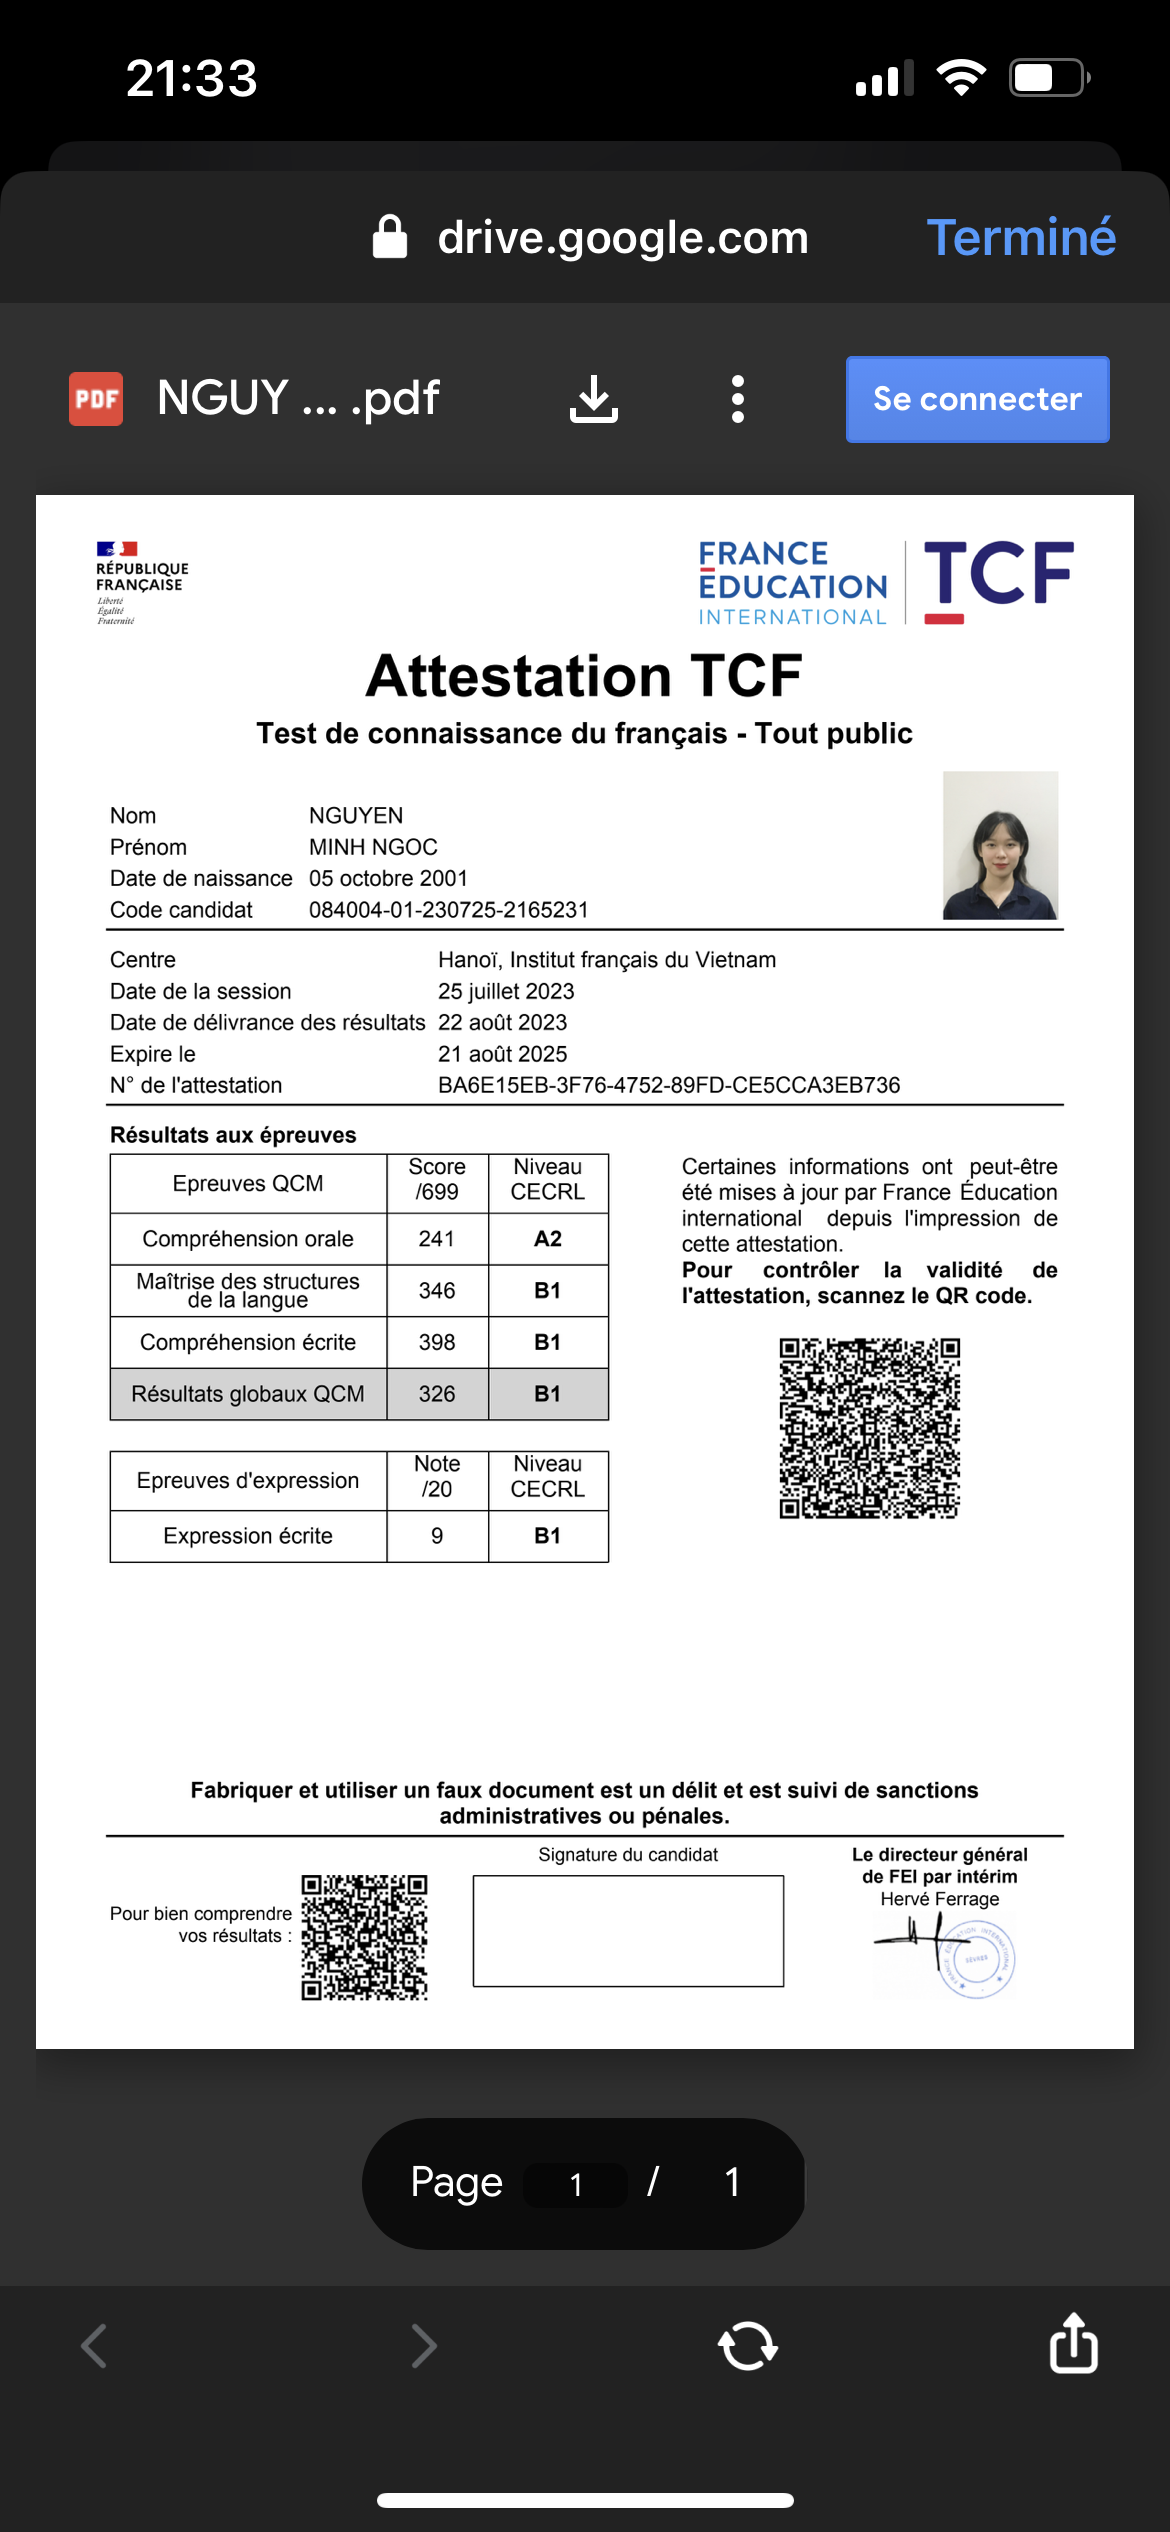 21:33
drive.google.com
Terminé
PDF
NGUY ... .pdf
Se connecter
RÉPUBLIQUE
FRANÇAISE
Liberté
Égalité
Fraternité
FRANCE
ÉDUCATION
INTERNATIONAL
TCF
Attestation TCF
Test de connaissance du français - Tout public
Nom NGUYEN
Prénom MINH NGOC
Date de naissance 05 octobre 2001
Code candidat 084004-01-230725-2165231
Centre Hanoï, Institut français du Vietnam
Date de la session 25 juillet 2023
Date de délivrance des résultats 22 août 2023
Expire le 21 août 2025
N° de l'attestation BA6E15EB-3F76-4752-89FD-CE5CCA3EB736
Résultats aux épreuves
Epreuves QCM
Score
/699
Niveau
CECRL
Compréhension orale 241 A2
Maîtrise des structures
de la langue
346 B1
Compréhension écrite 398 B1
Résultats globaux QCM 326 B1
Certaines informations ont peut-être
été mises à jour par France Éducation
international depuis l'impression de
cette attestation.
Pour contrôler la validité de
l'attestation, scannez le QR code.
Epreuves d'expression
Note
/20
Niveau
CECRL
Expression écrite 9 B1
Fabriquer et utiliser un faux document est un délit et est suivi de sanctions
administratives ou pénales.
Pour bien comprendre
vos résultats :
Signature du candidat
Le directeur général
de FEI par intérim
Hervé Ferrage
FRANCE ÉDUCATION INTERNATIONAL
SÈVRES
Page 1 / 1